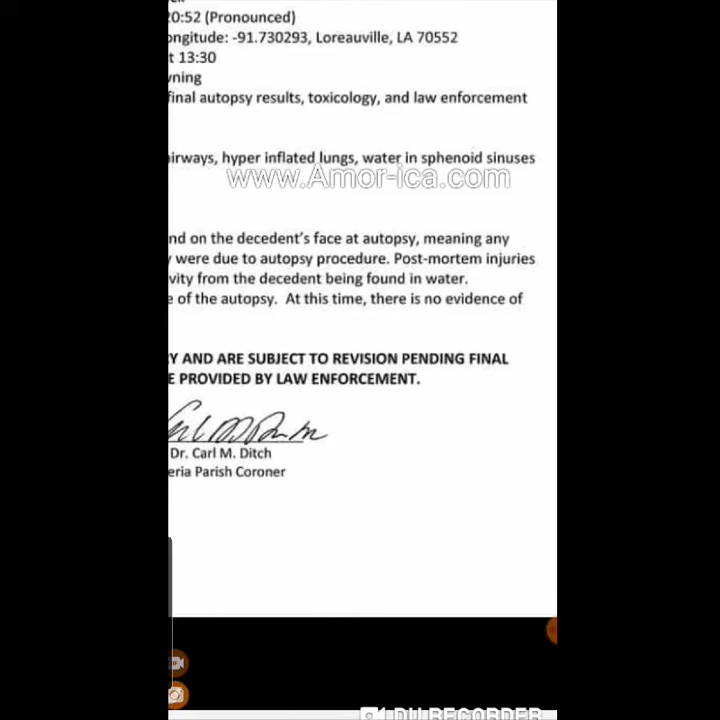 20:52 (Pronounced)
ongitude: -91.730293, Loreauville, LA 70552
t 13:30
wning
final autopsy results, toxicology, and law enforcement
airways, hyper inflated lungs, water in sphenoid sinuses
www.Amor-ica.com
nd on the decedent's face at autopsy, meaning any
y were due to autopsy procedure. Post-mortem injuries
vity from the decedent being found in water.
e of the autopsy. At this time, there is no evidence of
Y AND ARE SUBJECT TO REVISION PENDING FINAL
E PROVIDED BY LAW ENFORCEMENT.
Dr. Carl M. Ditch
eria Parish Coroner
DU RECORDER